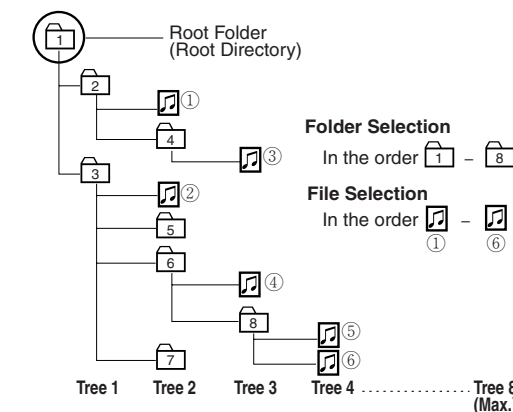 1
Root Folder
(Root Directory)
2
①
4
③
Folder Selection
In the order 1 – 8
3
②
File Selection
In the order –
① ⑥
5
6
④
8
⑤
⑥
7
Tree 1 Tree 2 Tree 3 Tree 4 .................. Tree 8
(Max.